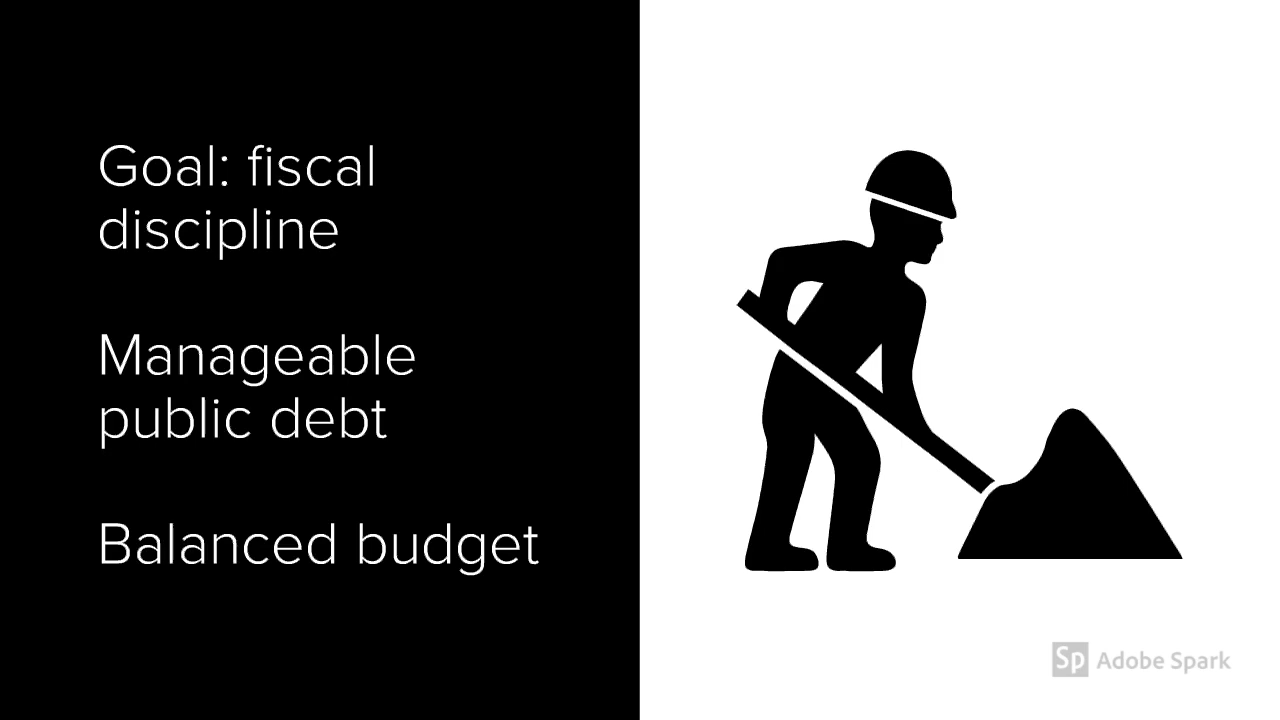 Goal: fiscal
discipline
Manageable
public debt
Balanced budget
Sp Adobe Spark